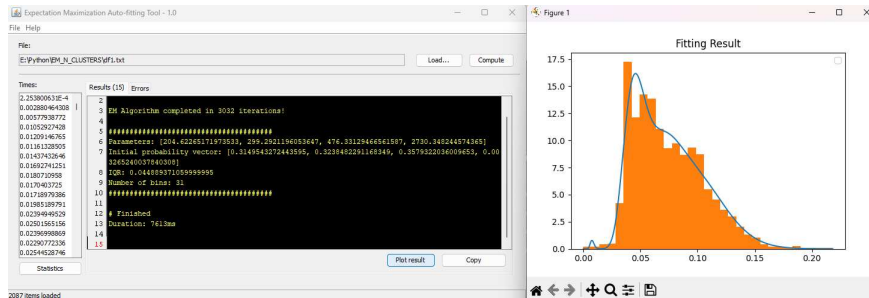 Expectation Maximization Auto-fitting Tool - 1.0
File Help
File:
E:\Python\EM_N_CLUSTERS\df1.txt
Load...
Compute
Times:
2.253800631E-4
0.002880464308
0.00577938772
0.01052927428
0.01209146765
0.01161328505
0.01437432646
0.01692741251
0.0180710958
0.0170403725
0.01718979386
0.01985189791
0.02394949529
0.02501565156
0.02396998869
0.02290772336
0.02544528746
Statistics
Results (15) Errors
2
3 EM Algorithm completed in 3032 iterations!
4
5 ######################################
6 Parameters: [204.62265171973533, 299.2921196053647, 476.33129466561587, 2730.348244574365]
7 Initial probability vector: [0.3149543272443595, 0.3238482291168349, 0.3579322036009653, 0.00
3265240037840308]
8 IQR: 0.044889371059999995
9 Number of bins: 31
10 ######################################
11
12 # Finished
13 Duration: 7613ms
14
15
Plot result
Copy
2087 items loaded
Figure 1
Fitting Result
17.5
15.0
12.5
10.0
7.5
5.0
2.5
0.0
0.00 0.05 0.10 0.15 0.20